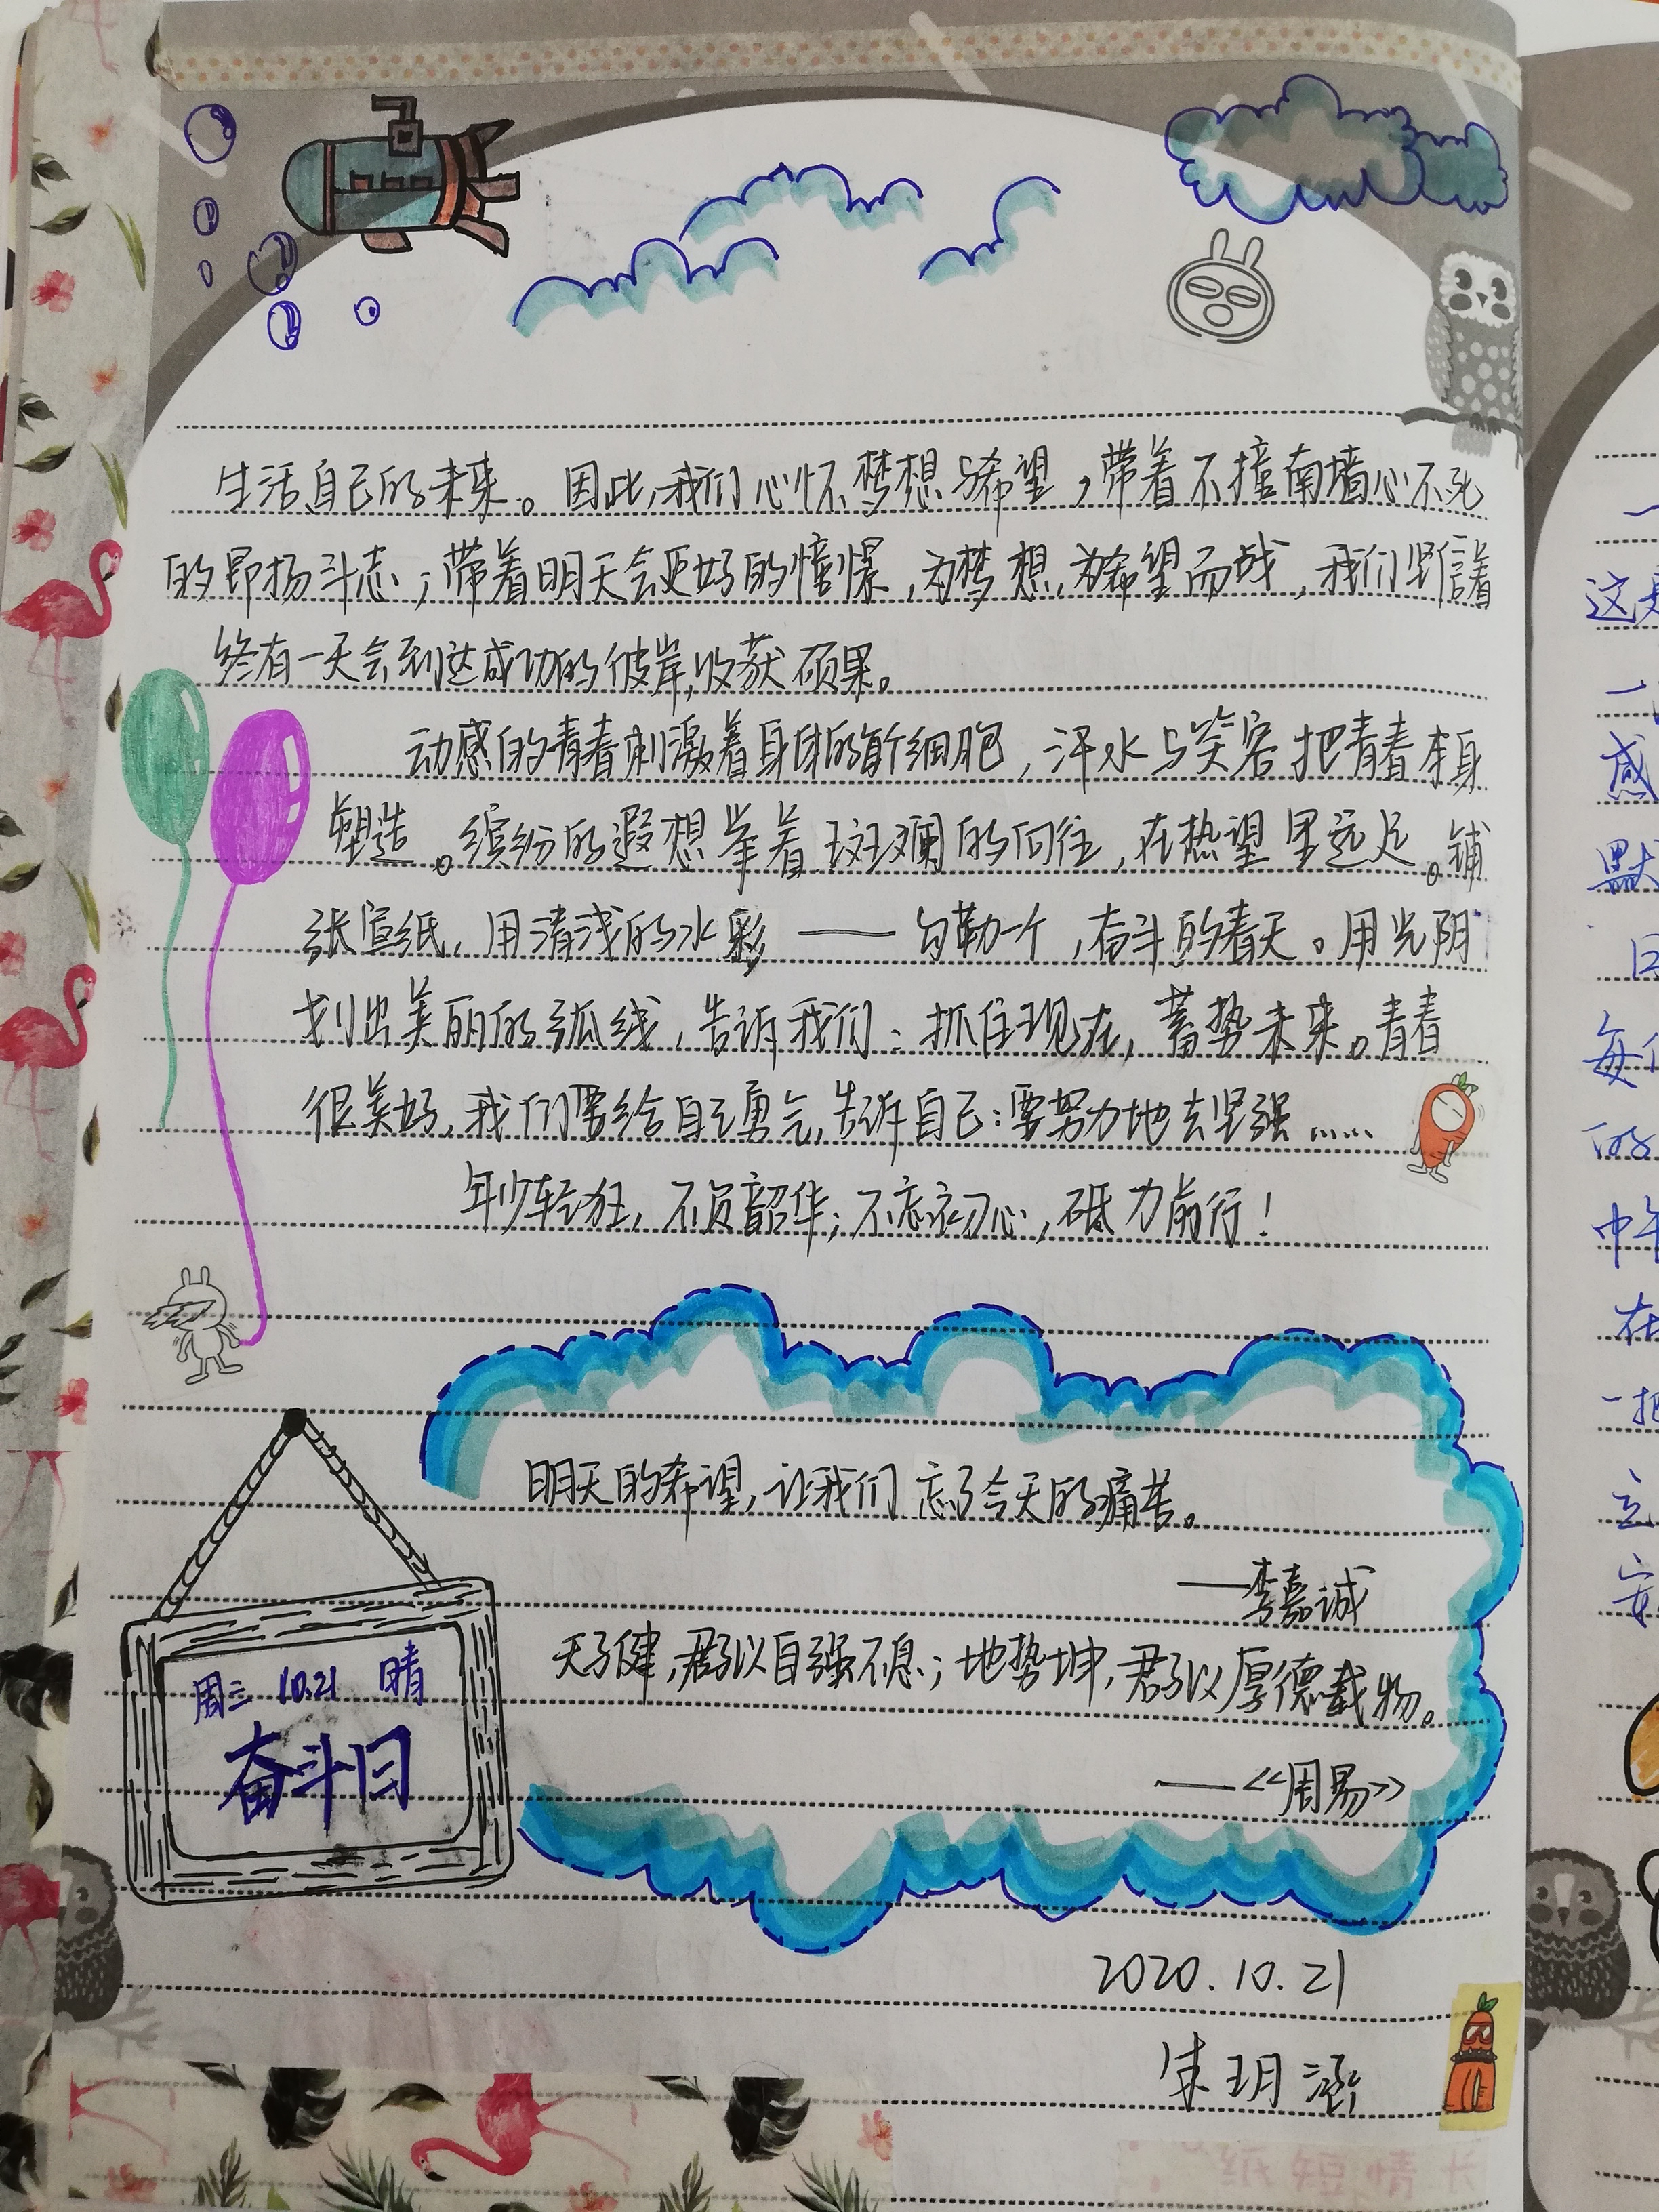 生活自己的未来。因此,我们心怀梦想与希望,带着不撞南墙心不死
的昂扬斗志;带着明天会更好的憧憬,为梦想,为希望而战,我们坚信着
终有一天会到达成功的彼岸,收获硕果。
动感的青春刺激着身体的每个细胞,汗水与笑容把青春本身
塑造。缤纷的遐想牵着斑斓的向往,在热望里远足。铺
张宣纸,用清浅的水彩——勾勒一个,奋斗的春天。用光阴
划出美丽的弧线,告诉我们:抓住现在,蓄势未来。青春
很美好,我们要给自己勇气,告诉自己:要努力地去坚强……
年少轻狂,不负韶华;不忘初心,砥力前行!
明天的希望,让我们忘了今天的痛苦。
——李嘉诚
天行健,君子以自强不息;地势坤,君子以厚德载物。
——《周易》
周三 10.21 晴
奋斗日
2020.10.21
朱玥涵
纸短情长
这是
一
感
默
每
的
中午
在
一把
安